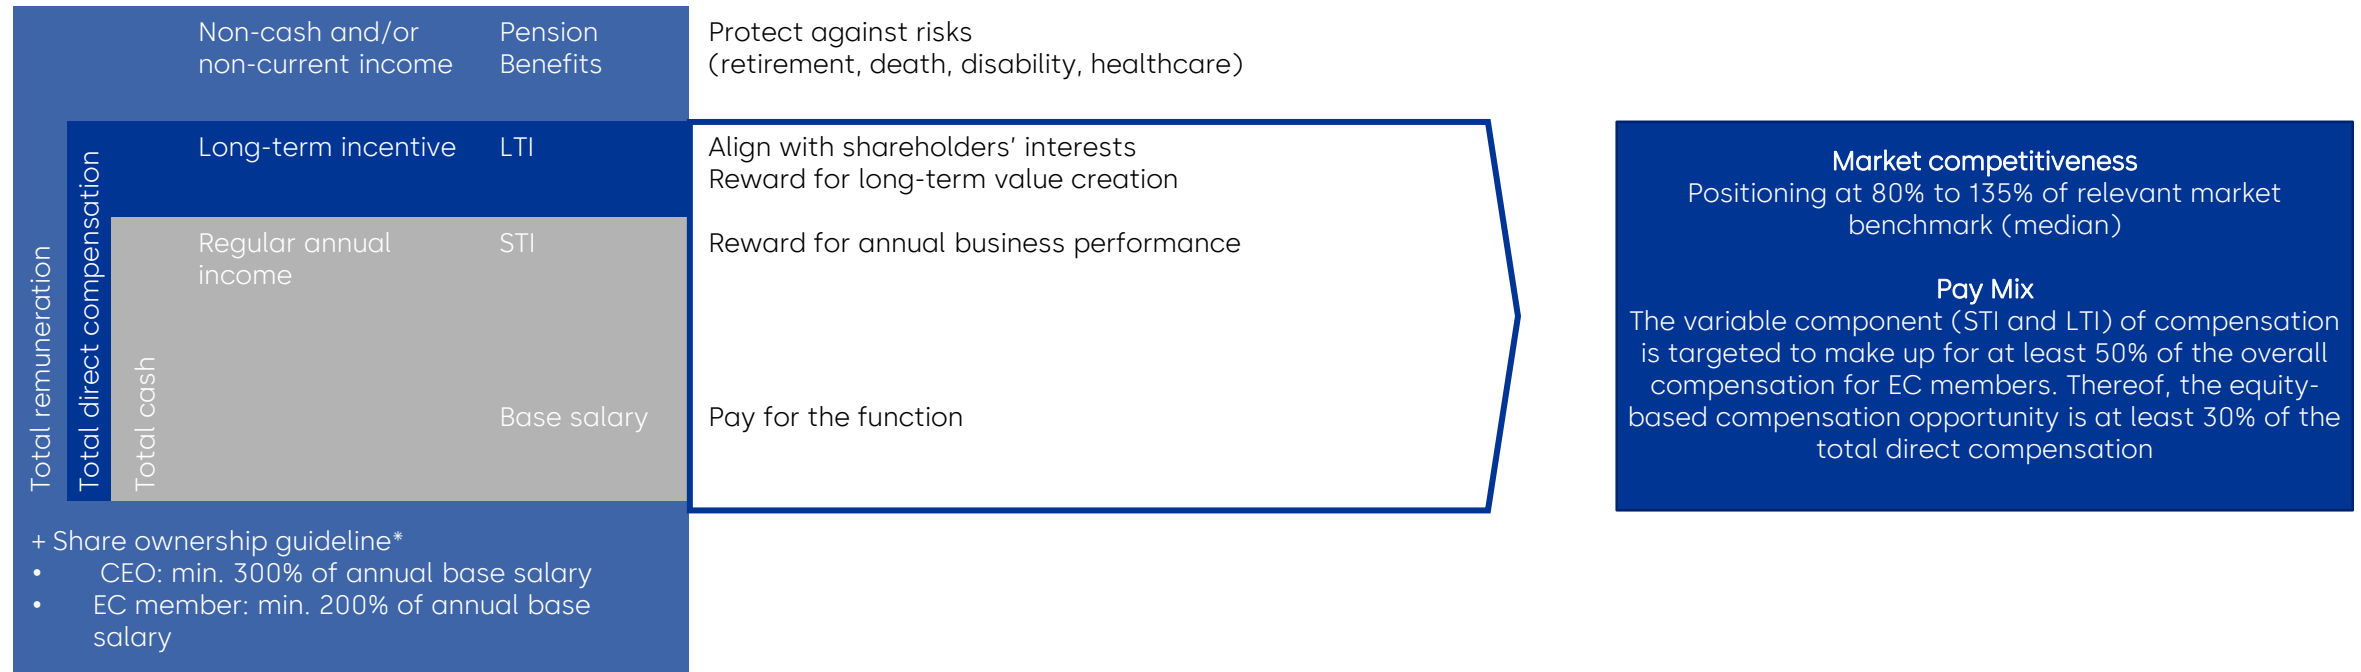 Non-cash and/or
non-current income
Pension
Benefits
Protect against risks
(retirement, death, disability, healthcare)
Long-term incentive
LTI
Align with shareholders’ interests
Reward for long-term value creation
Regular annual
income
STI
Reward for annual business performance
Base salary
Pay for the function
Total remuneration
Total direct compensation
Total cash
+ Share ownership guideline*
• CEO: min. 300% of annual base salary
• EC member: min. 200% of annual base
salary
Market competitiveness
Positioning at 80% to 135% of relevant market
benchmark (median)
Pay Mix
The variable component (STI and LTI) of compensation
is targeted to make up for at least 50% of the overall
compensation for EC members. Thereof, the equity-
based compensation opportunity is at least 30% of the
total direct compensation